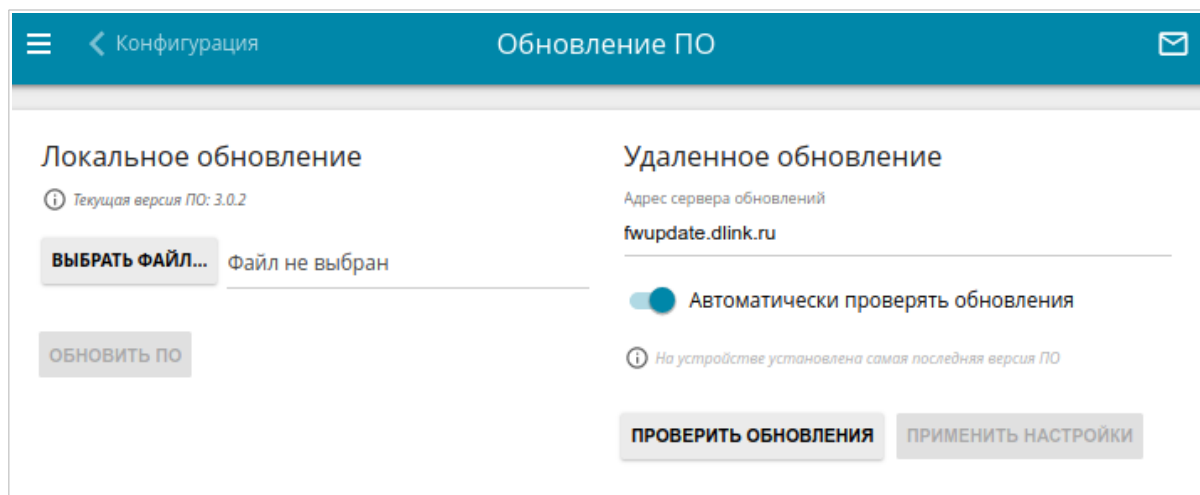 Конфигурация
Обновление ПО
Локальное обновление
Текущая версия ПО: 3.0.2
ВЫБРАТЬ ФАЙЛ... Файл не выбран
ОБНОВИТЬ ПО
Удаленное обновление
Адрес сервера обновлений
fwupdate.dlink.ru
Автоматически проверять обновления
На устройстве установлена самая последняя версия ПО
ПРОВЕРИТЬ ОБНОВЛЕНИЯ ПРИМЕНИТЬ НАСТРОЙКИ